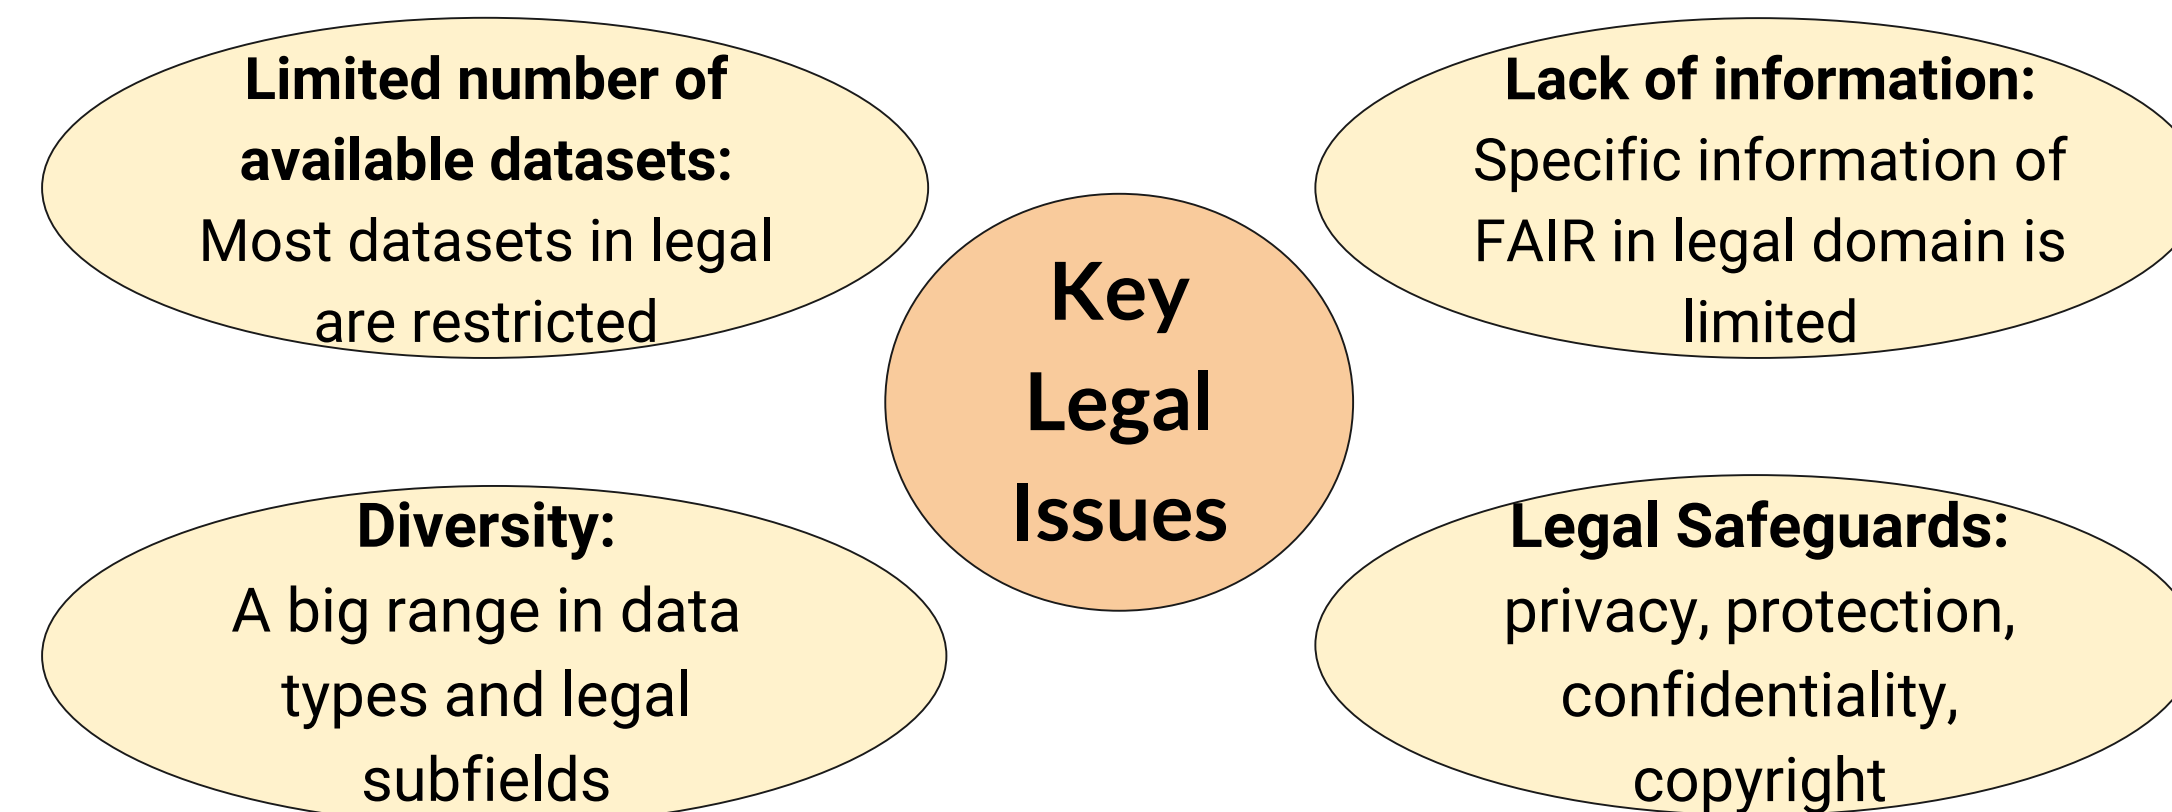 Limited number of
available datasets:
Most datasets in legal
are restricted
Lack of information:
Specific information of
FAIR in legal domain is
limited
Key
Legal
Issues
Diversity:
A big range in data
types and legal
subfields
Legal Safeguards:
privacy, protection,
confidentiality,
copyright